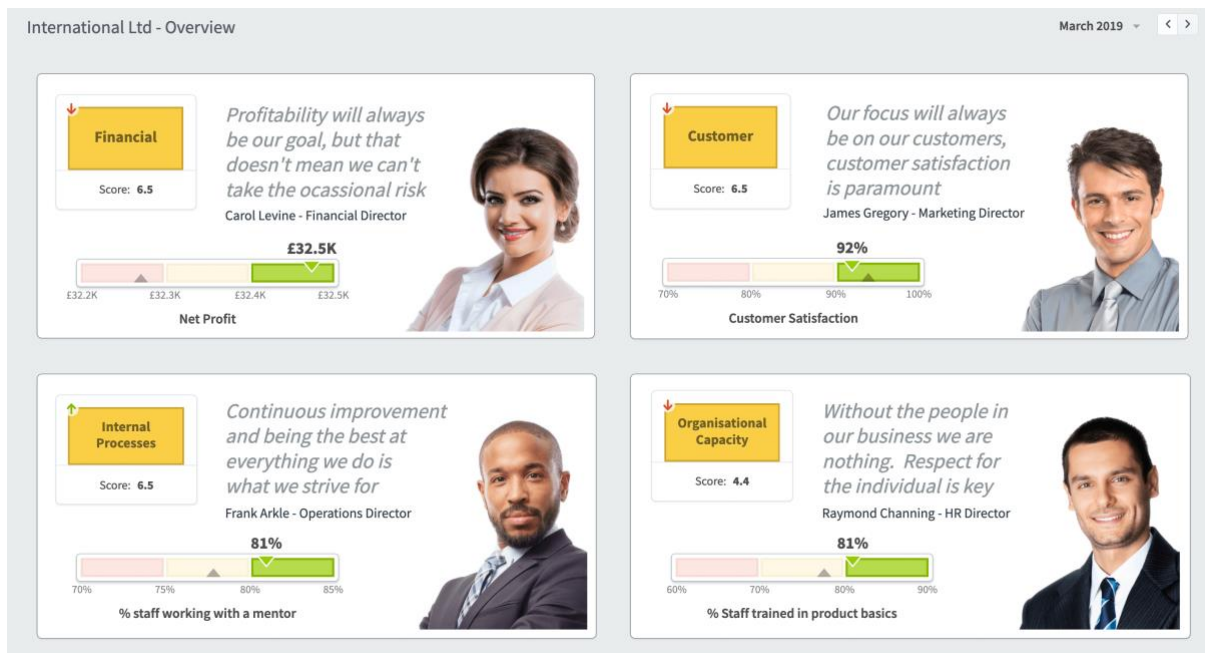 International Ltd - Overview
March 2019
Financial
Score: 6.5
Profitability will always
be our goal, but that
doesn't mean we can't
take the ocassional risk
Carol Levine - Financial Director
£32.5K
£32.2K £32.3K £32.4K £32.5K
Net Profit
Customer
Score: 6.5
Our focus will always
be on our customers,
customer satisfaction
is paramount
James Gregory - Marketing Director
92%
70% 80% 90% 100%
Customer Satisfaction
Internal
Processes
Score: 6.5
Continuous improvement
and being the best at
everything we do is
what we strive for
Frank Arkle - Operations Director
81%
70% 75% 80% 85%
% staff working with a mentor
Organisational
Capacity
Score: 4.4
Without the people in
our business we are
nothing. Respect for
the individual is key
Raymond Channing - HR Director
81%
60% 70% 80% 90%
% Staff trained in product basics